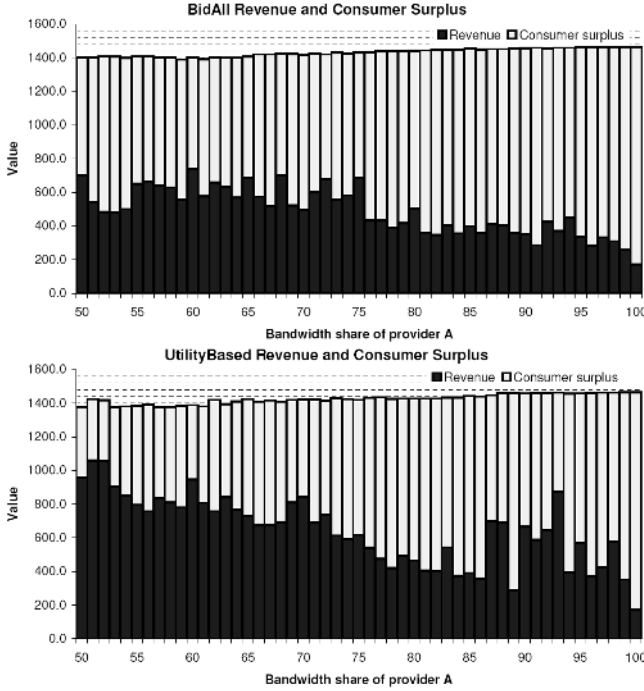 BidAll Revenue and Consumer Surplus
Revenue Consumer surplus
1600.0
1400.0
1200.0
1000.0
800.0
600.0
400.0
200.0
0.0
Value
50 55 60 65 70 75 80 85 90 95 100
Bandwidth share of provider A
UtilityBased Revenue and Consumer Surplus
Revenue Consumer surplus
1600.0
1400.0
1200.0
1000.0
800.0
600.0
400.0
200.0
0.0
Value
50 55 60 65 70 75 80 85 90 95 100
Bandwidth share of provider A